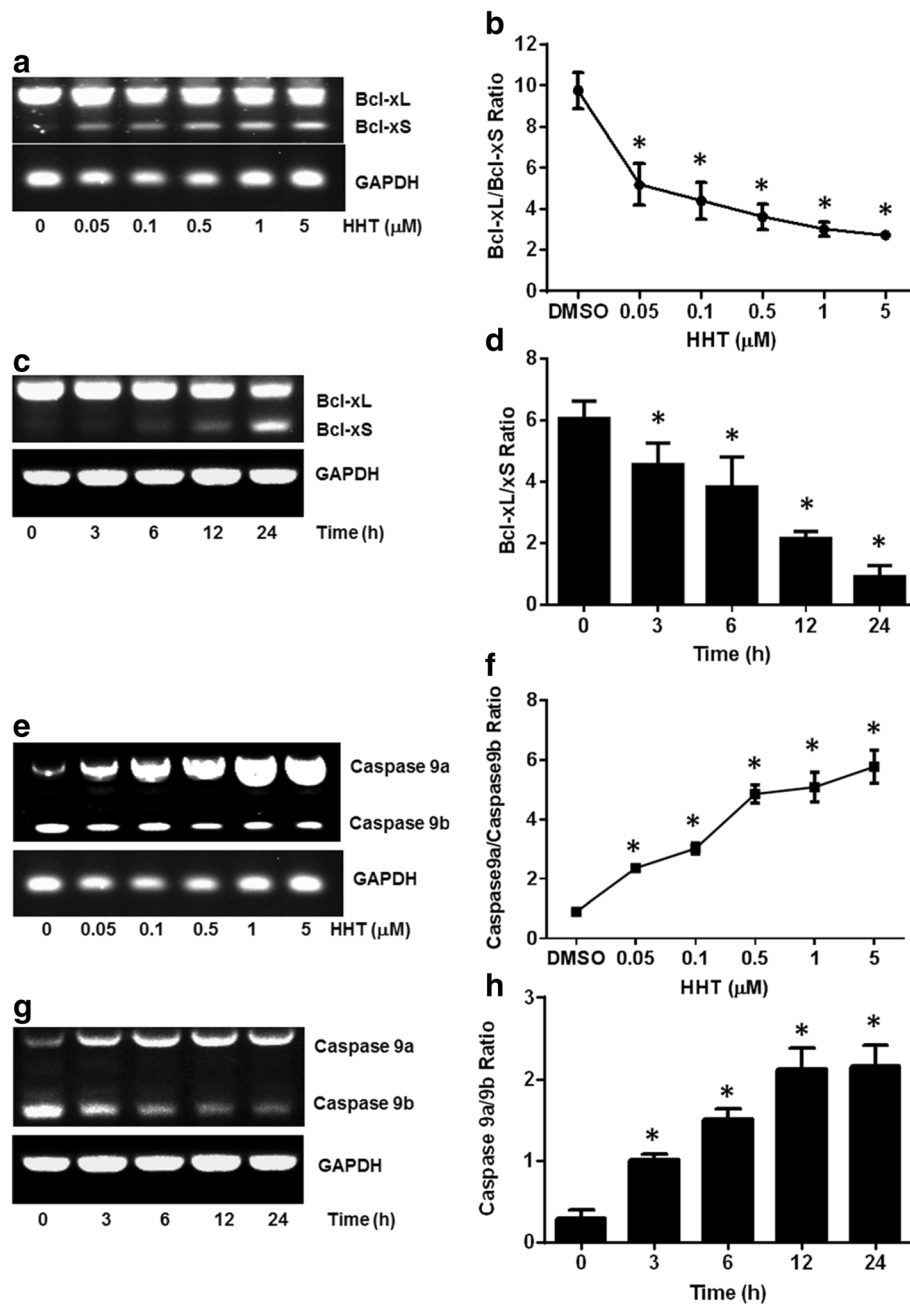 a
Bcl-xL
Bcl-xS
GAPDH
0 0.05 0.1 0.5 1 5 HHT (μM)
b
Bcl-xL/Bcl-xS Ratio
12
10
8
6
4
2
0
* * * * *
DMSO 0.05 0.1 0.5 1 5
HHT (μM)
c
Bcl-xL
Bcl-xS
GAPDH
0 3 6 12 24 Time (h)
d
Bcl-xL/xS Ratio
8
6
4
2
0
* * * *
0 3 6 12 24
Time (h)
e
Caspase 9a
Caspase 9b
GAPDH
0 0.05 0.1 0.5 1 5 HHT (μM)
f
Caspase9a/Caspase9b Ratio
8
6
4
2
0
* * * * *
DMSO 0.05 0.1 0.5 1 5
HHT (μM)
g
Caspase 9a
Caspase 9b
GAPDH
0 3 6 12 24 Time (h)
h
Caspase 9a/9b Ratio
3
2
1
0
* * * *
0 3 6 12 24
Time (h)